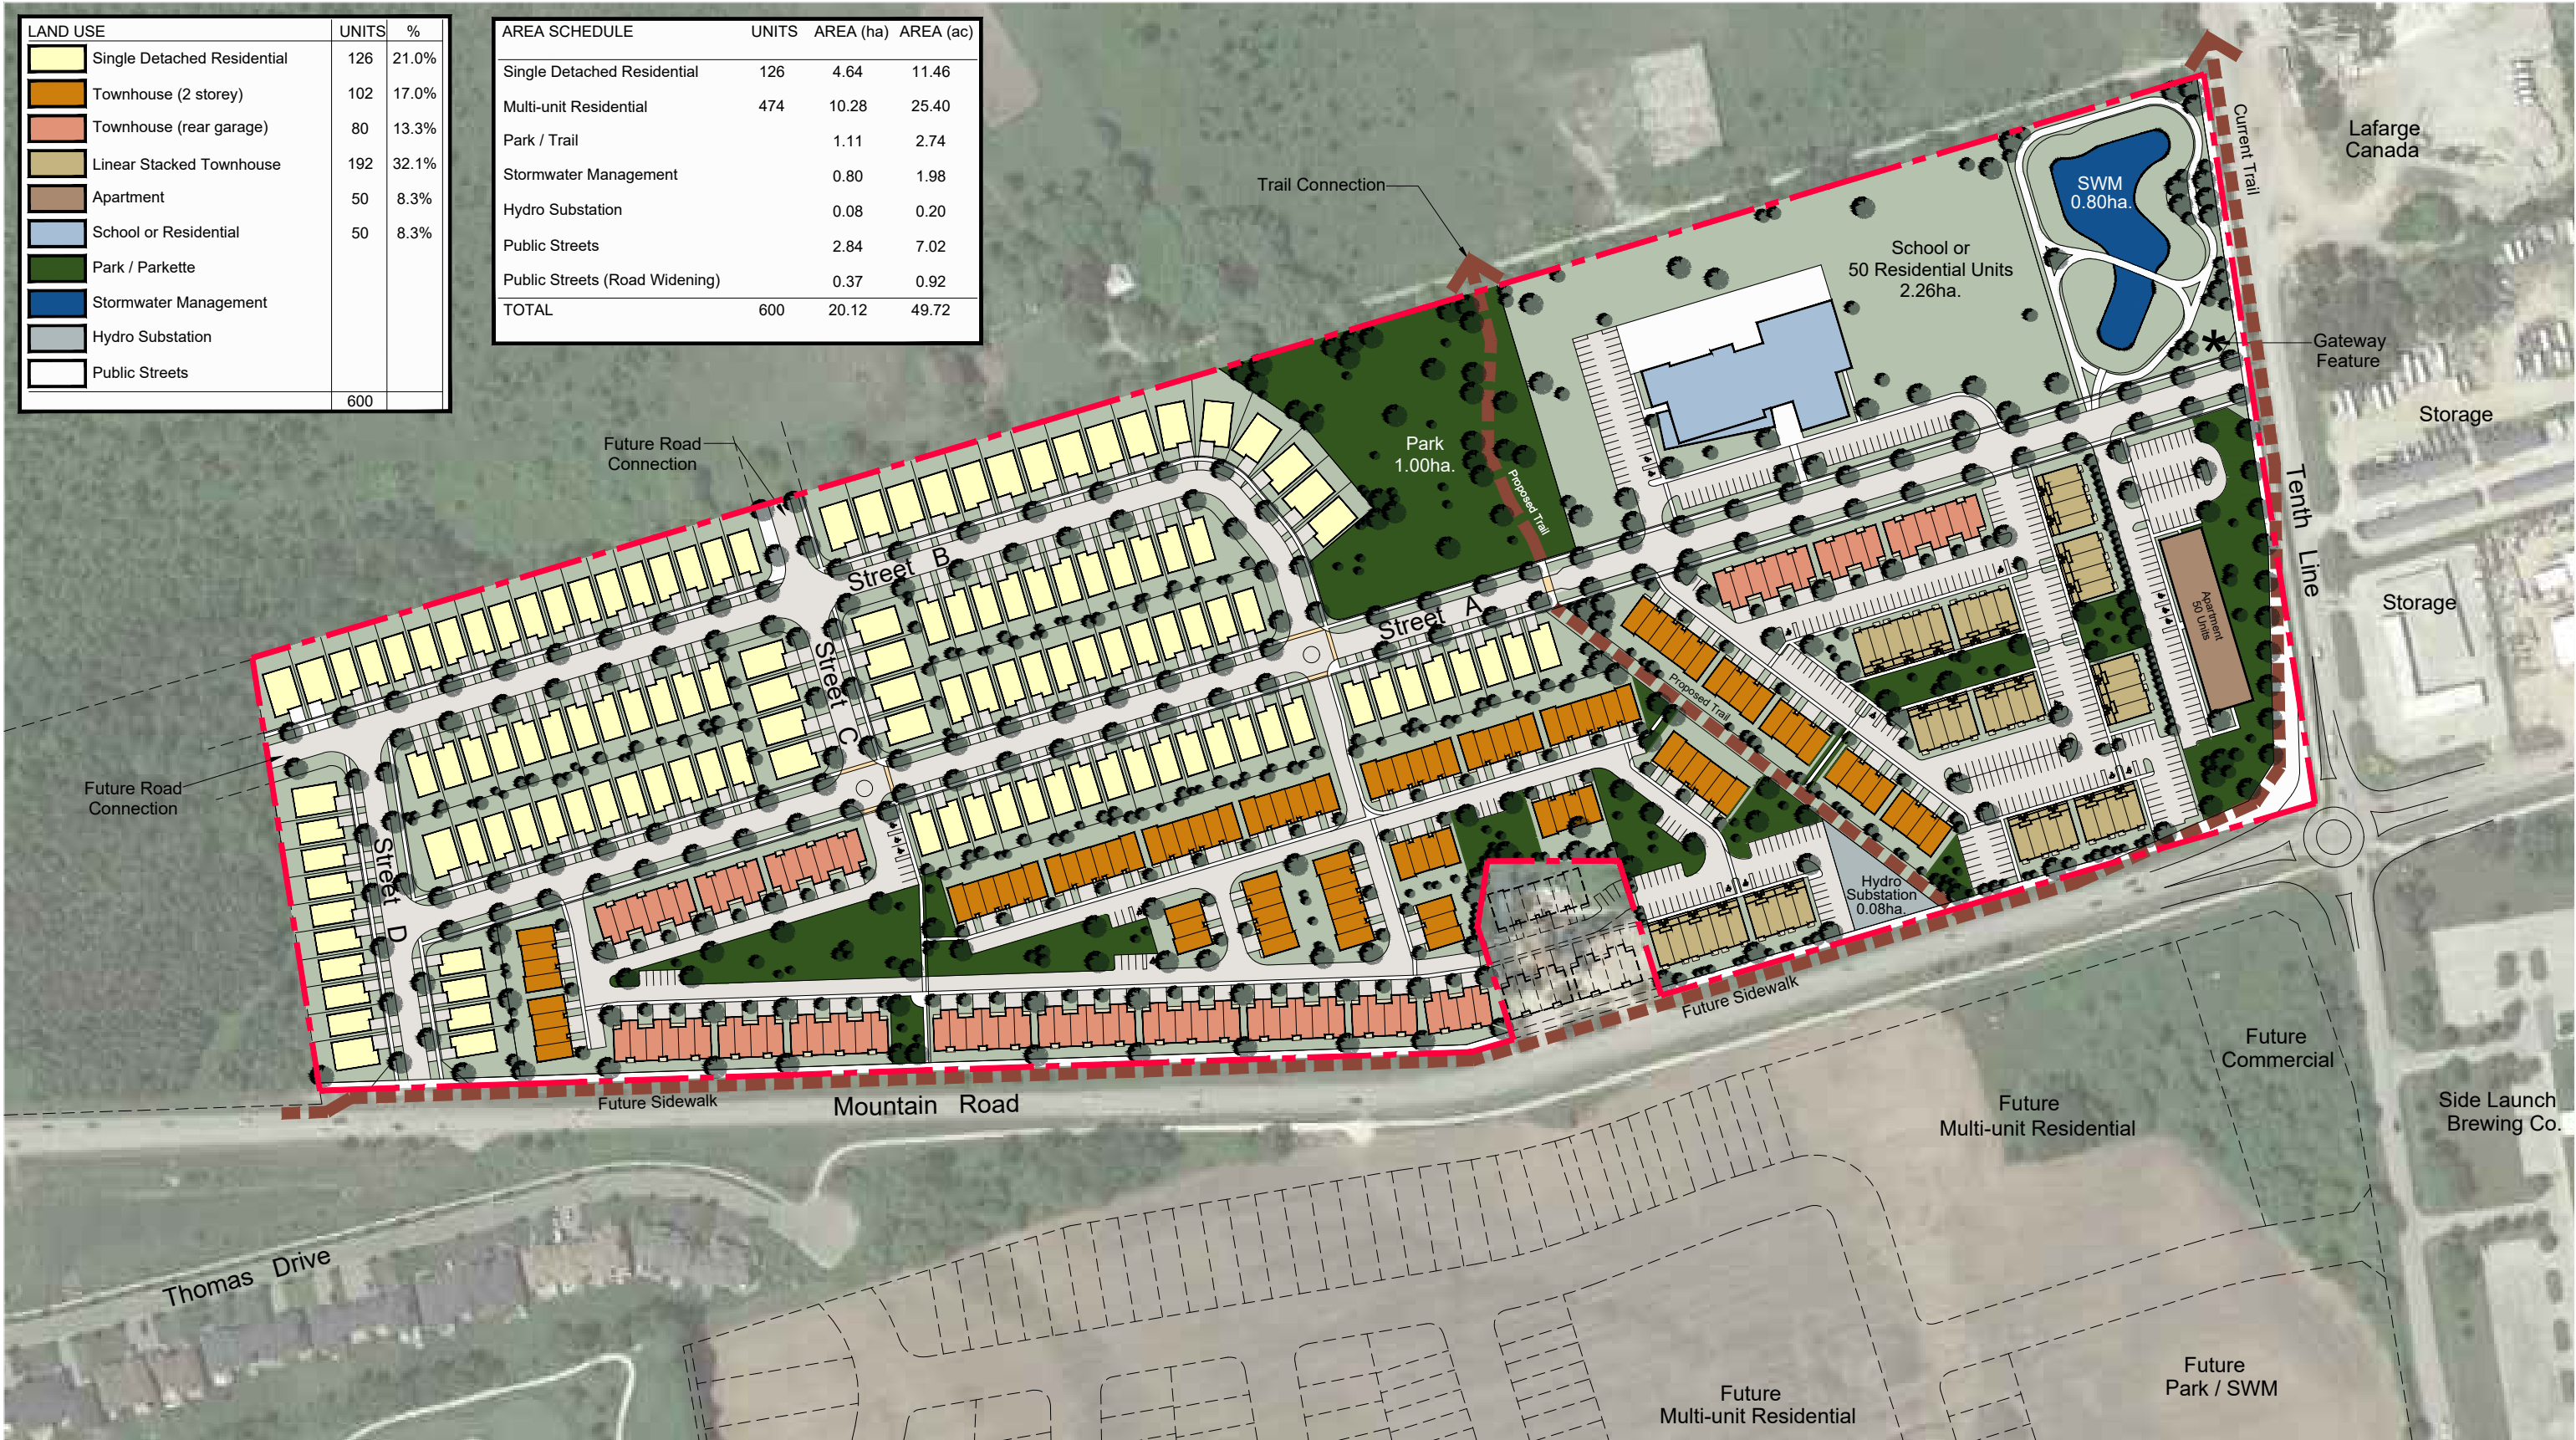 LAND USE UNITS %
Single Detached Residential 126 21.0%
Townhouse (2 storey) 102 17.0%
Townhouse (rear garage) 80 13.3%
Linear Stacked Townhouse 192 32.1%
Apartment 50 8.3%
School or Residential 50 8.3%
Park / Parkette
Stormwater Management
Hydro Substation
Public Streets
600
AREA SCHEDULE UNITS AREA (ha) AREA (ac)
Single Detached Residential 126 4.64 11.46
Multi-unit Residential 474 10.28 25.40
Park / Trail 1.11 2.74
Stormwater Management 0.80 1.98
Hydro Substation 0.08 0.20
Public Streets 2.84 7.02
Public Streets (Road Widening) 0.37 0.92
TOTAL 600 20.12 49.72
Trail Connection
Current Trail
Lafarge
Canada
SWM
0.80ha.
School or
50 Residential Units
2.26ha.
*
Gateway
Feature
Storage
Future Road
Connection
Park
1.00ha.
Proposed Trail
Tenth Line
Street B
Street A
Storage
Apartment
50 Units
Street C
Proposed Trail
Future Road
Connection
Street D
Hydro
Substation
0.08ha.
Future Sidewalk
Future Sidewalk
Mountain Road
Future
Commercial
Future
Multi-unit Residential
Side Launch
Brewing Co.
Thomas Drive
Future
Park / SWM
Future
Multi-unit Residential